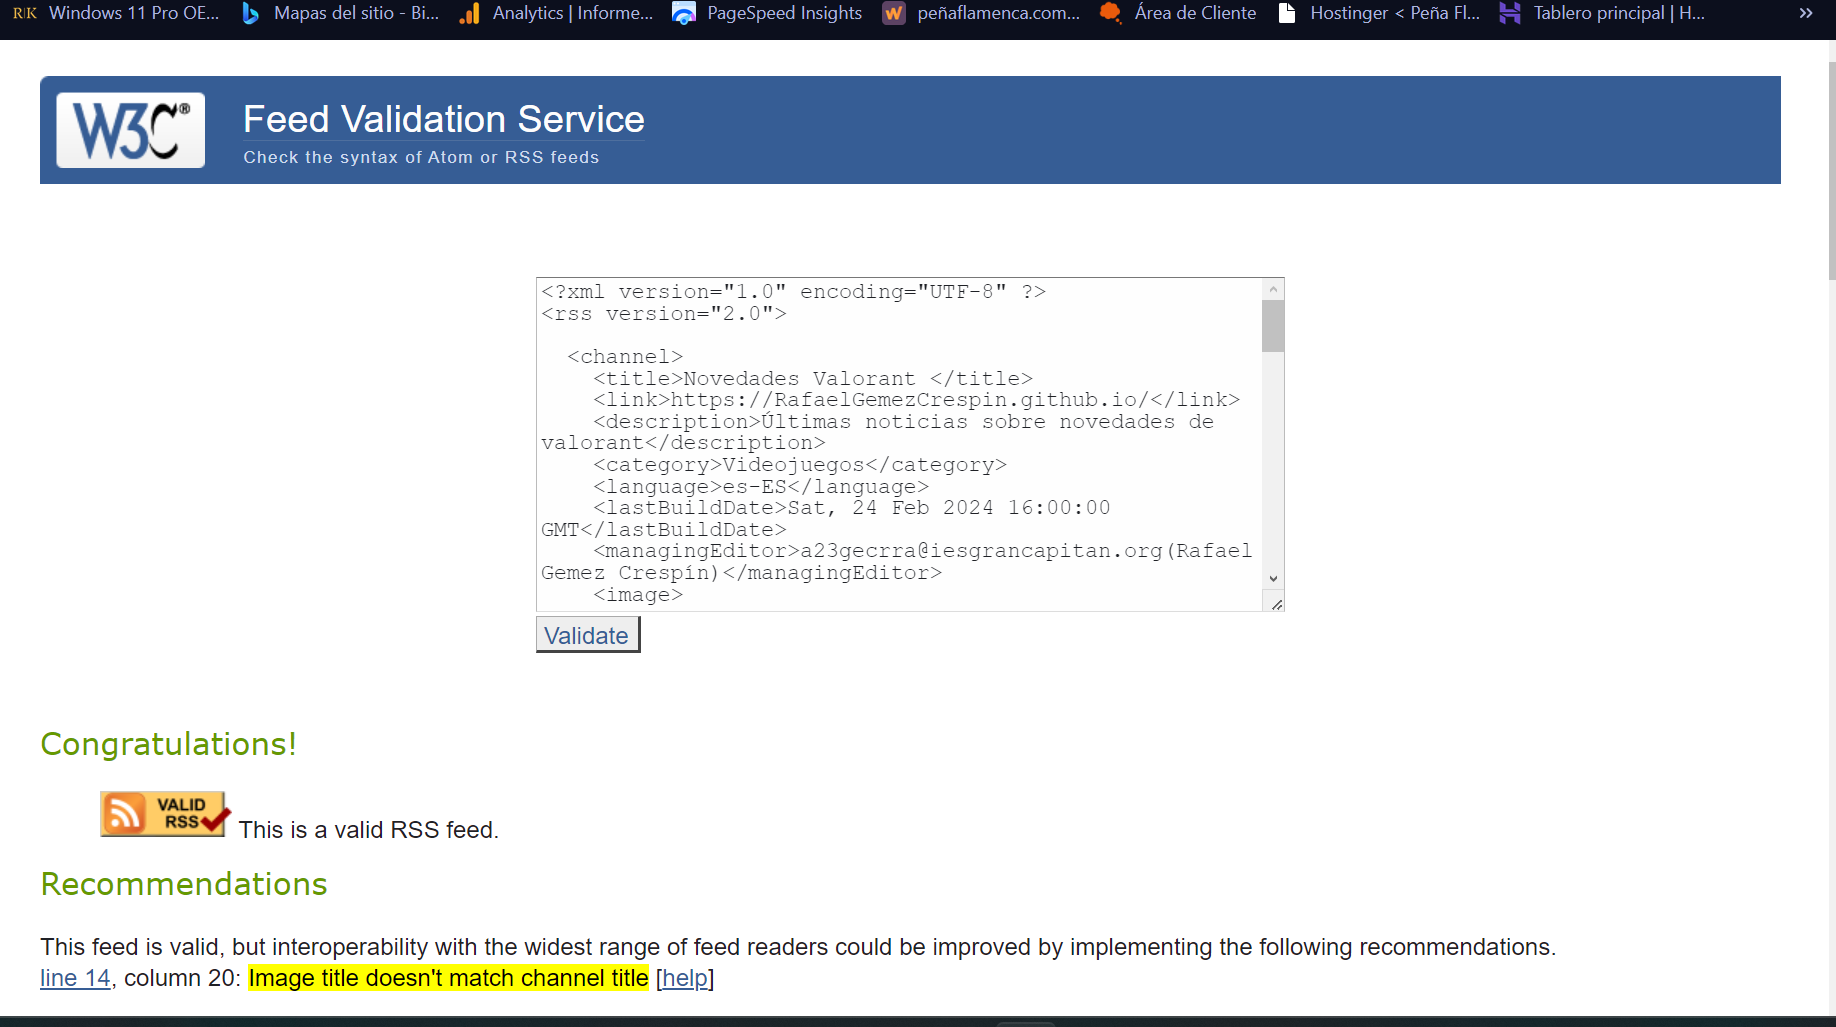 RIK Windows 11 Pro OE... Mapas del sitio - Bi... Analytics | Informe... PageSpeed Insights W peñaflamenca.com... Área de Cliente Hostinger < Peña Fl... Tablero principal | H... »
W3C® Feed Validation Service
Check the syntax of Atom or RSS feeds
<?xml version="1.0" encoding="UTF-8" ?>
<rss version="2.0">
<channel>
<title>Novedades Valorant </title>
<link>https://RafaelGemezCrespin.github.io/</link>
<description>Últimas noticias sobre novedades de
valorant</description>
<category>Videojuegos</category>
<language>es-ES</language>
<lastBuildDate>Sat, 24 Feb 2024 16:00:00
GMT</lastBuildDate>
<managingEditor>a23gecrra@iesgrancapitan.org(Rafael
Gemez Crespín)</managingEditor>
<image>
Validate
Congratulations!
VALID
RSS This is a valid RSS feed.
Recommendations
This feed is valid, but interoperability with the widest range of feed readers could be improved by implementing the following recommendations.
line 14, column 20: Image title doesn't match channel title [help]